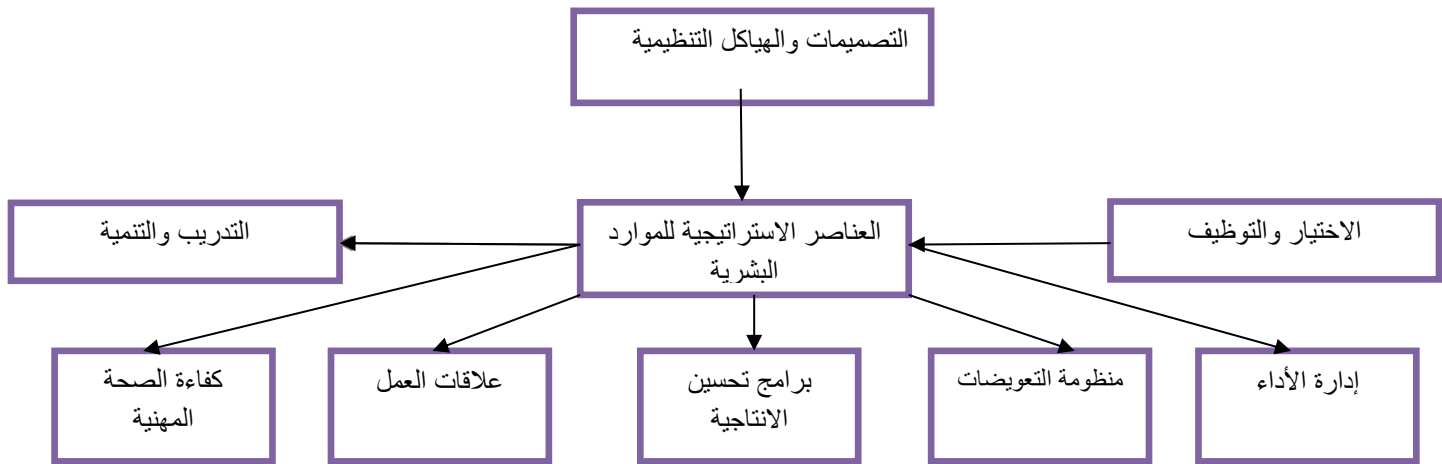 التصميمات والهياكل التنظيمية
الاختيار والتوظيف
العناصر الاستراتيجية للموارد
البشرية
التدريب والتنمية
إدارة الأداء
منظومة التعويضات
برامج تحسين
الانتاجية
علاقات العمل
كفاءة الصحة
المهنية